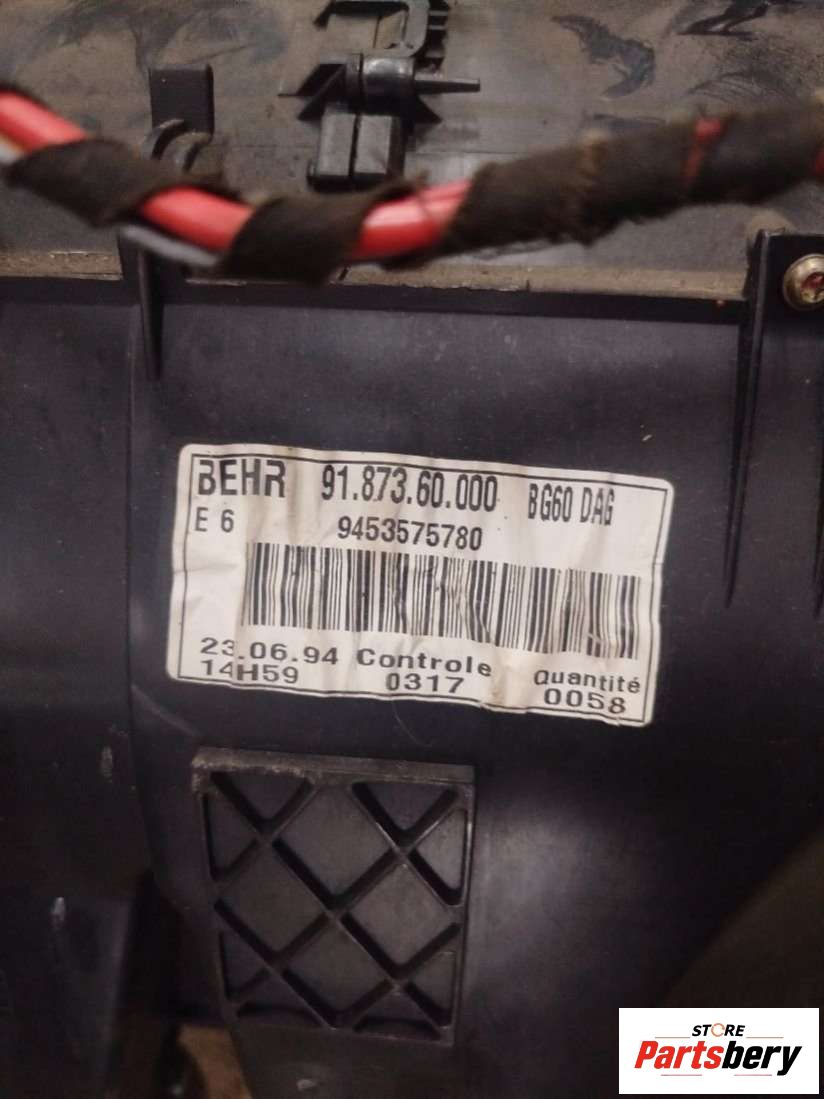 BEHR 91.873.60.000 BG60 DAG
E 6 9453575780
23.06.94 Controle Quantité
14H59 0317 0058
STORE
Partsbery